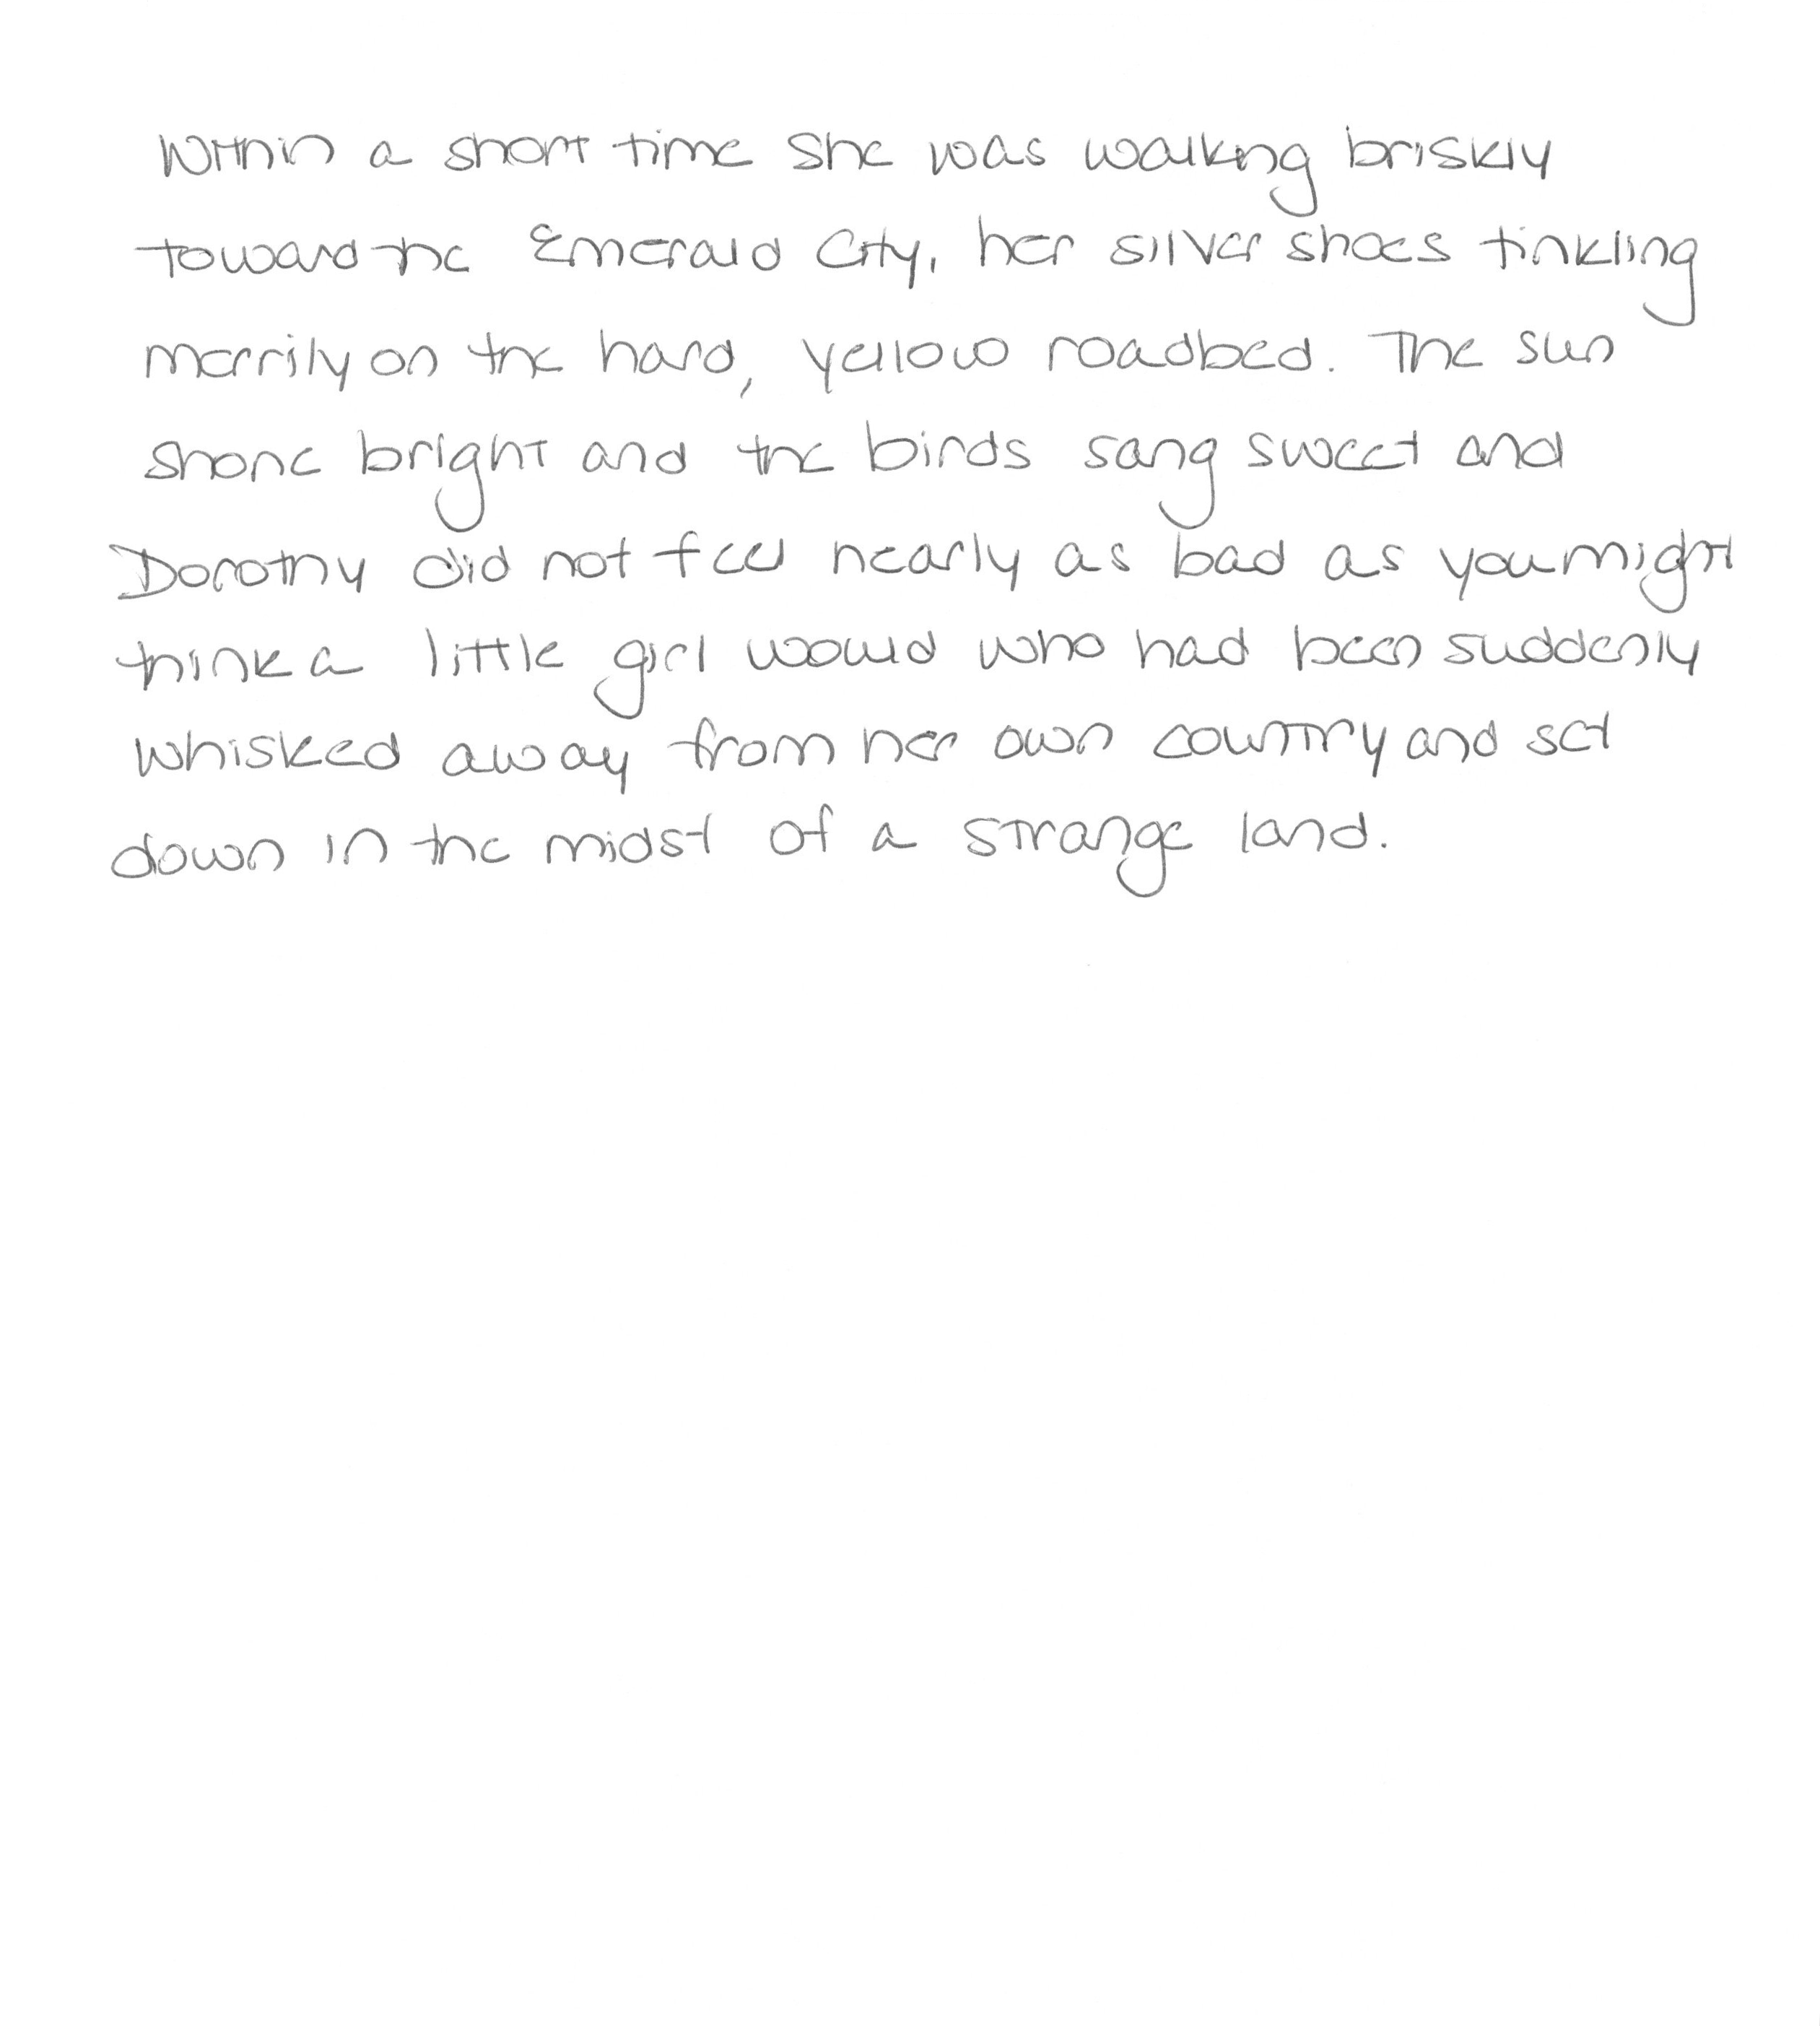 Within a short time she was walking briskly
toward the Emerald City, her silver shoes tinkling
merrily on the hard, yellow roadbed. The sun
shone bright and the birds sang sweet and
Dorothy did not feel nearly as bad as you might
think a little girl would who had been suddenly
whisked away from her own country and set
down in the midst of a strange land.